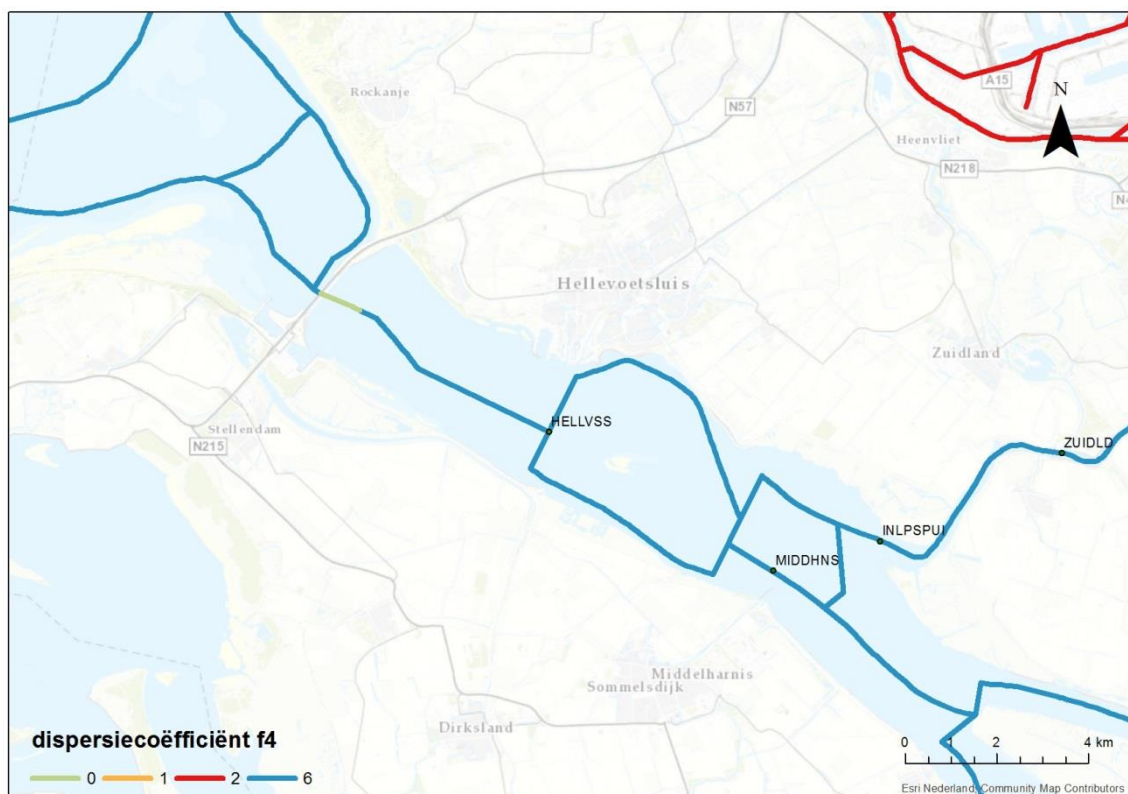 Rockanje
N57
A15
N
Heenvliet
N218
N4
Hellevoetsluis
Zuidland
HELLVSS
Stellendam
N215
ZUIDLD
INLPSPUI
MIDDHNS
Middelharnis
Sommelsdijk
Dirksland
dispersiecoëfficiënt f4
0 1 2 6
0 1 2 4 km
Esri Nederland, Community Map Contributors